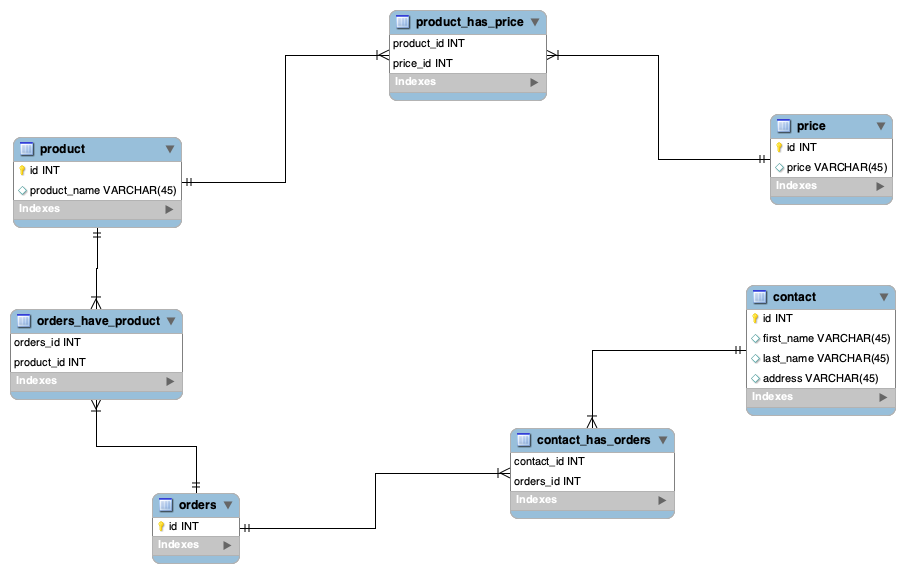 product_has_price
product_id INT
price_id INT
Indexes
price
id INT
price VARCHAR(45)
Indexes
product
id INT
product_name VARCHAR(45)
Indexes
orders_have_product
orders_id INT
product_id INT
Indexes
contact
id INT
first_name VARCHAR(45)
last_name VARCHAR(45)
address VARCHAR(45)
Indexes
contact_has_orders
contact_id INT
orders_id INT
Indexes
orders
id INT
Indexes